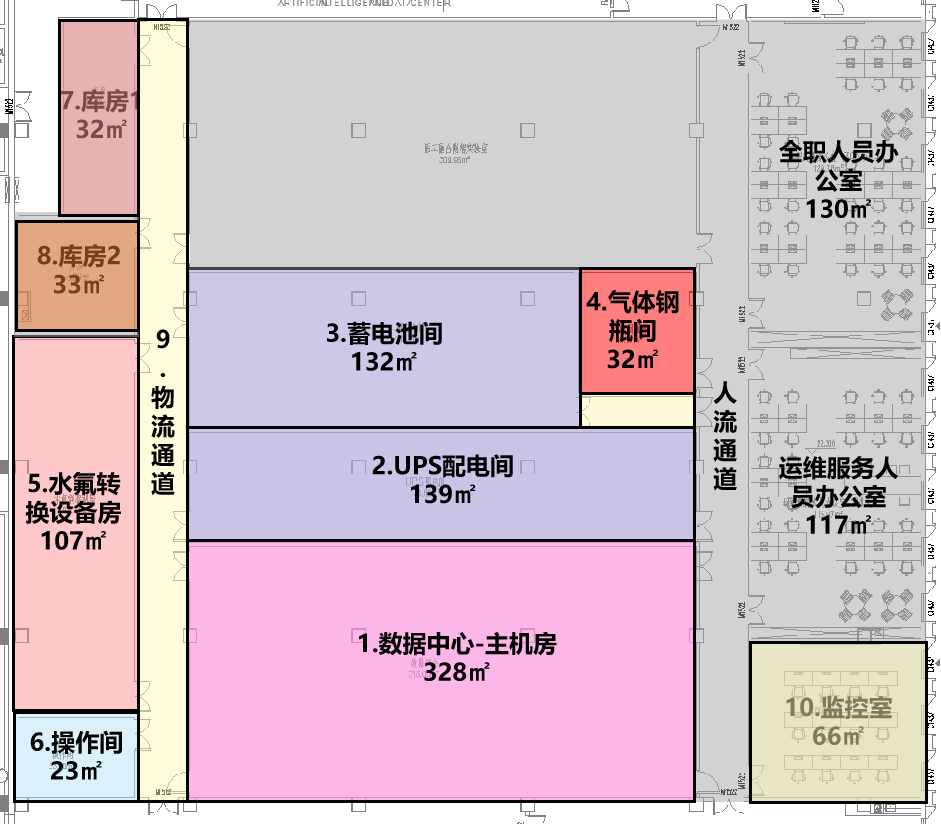 ARTIFICIAL INTELLIGENCE DATA CENTER
7.库房1
32㎡
8.库房2
33㎡
9
.
物
流
通
道
5.水氟转
换设备房
107㎡
6.操作间
23㎡
3.蓄电池间
132㎡
4.气体钢
瓶间
32㎡
2.UPS配电间
139㎡
1.数据中心-主机房
328㎡
人
流
通
道
全职人员办
公室
130㎡
运维服务人
员办公室
117㎡
10.监控室
66㎡